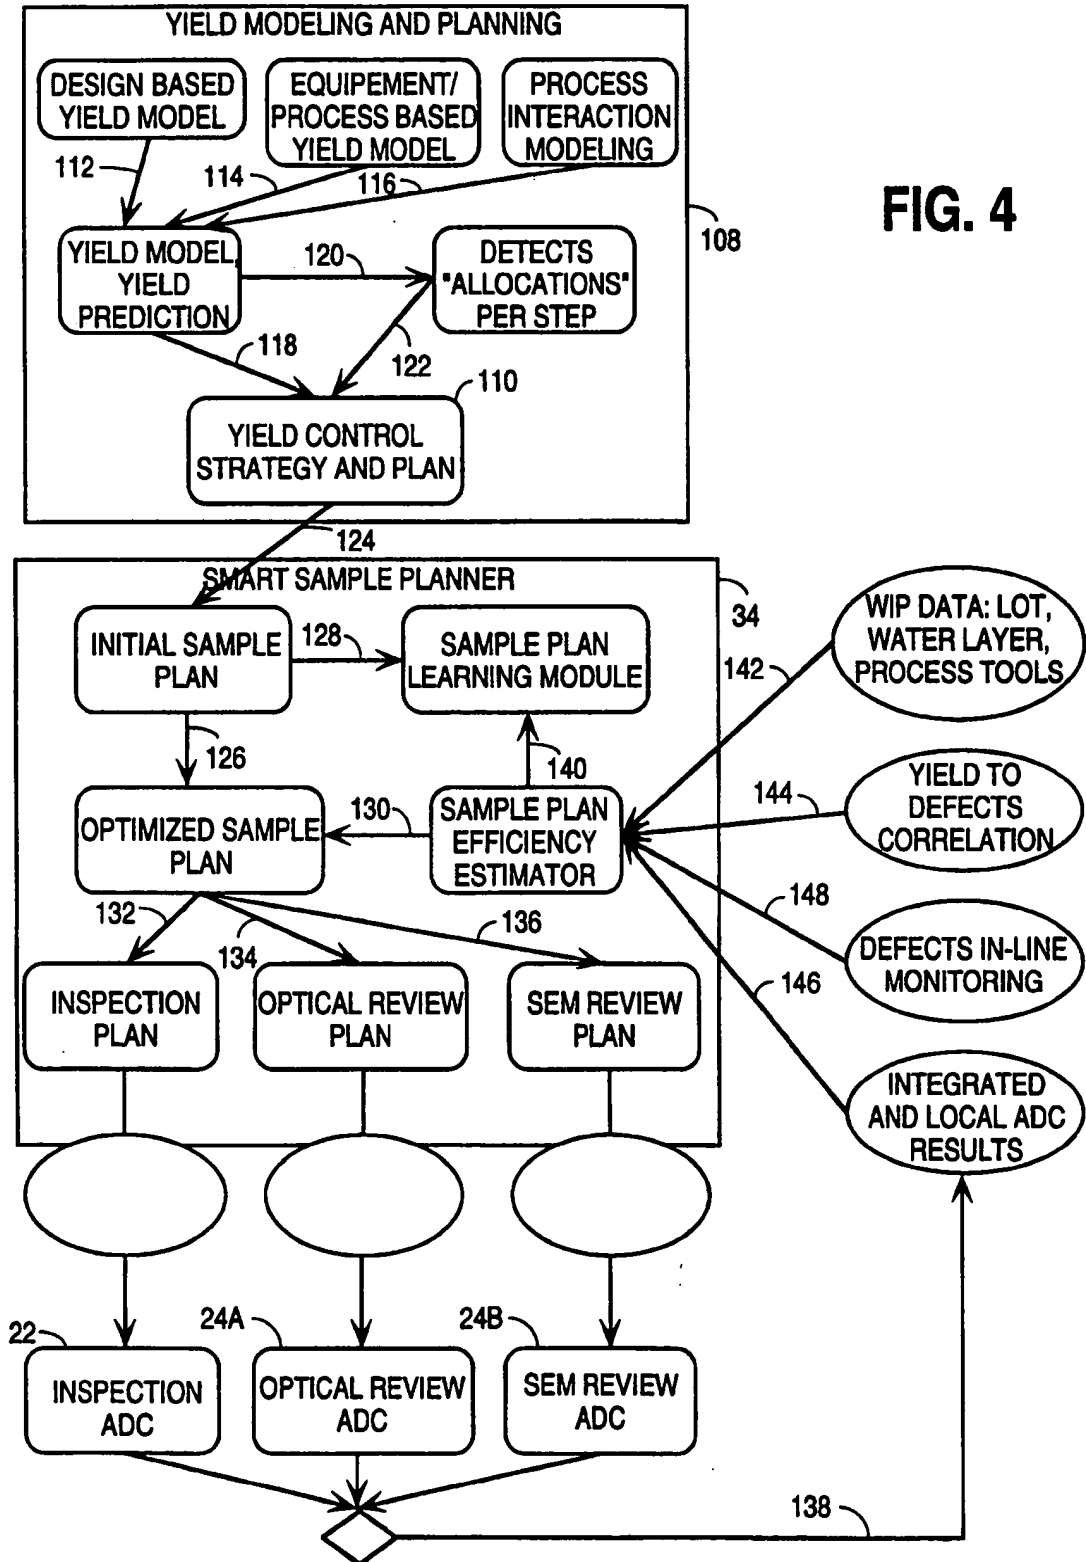 YIELD MODELING AND PLANNING
DESIGN BASED
YIELD MODEL
EQUIPEMENT/
PROCESS BASED
YIELD MODEL
PROCESS
INTERACTION
MODELING
112
114
116
FIG. 4
108
YIELD MODEL,
YIELD
PREDICTION
120
DETECTS
"ALLOCATIONS"
PER STEP
118
122
110
YIELD CONTROL
STRATEGY AND PLAN
124
SMART SAMPLE PLANNER
34
INITIAL SAMPLE
PLAN
128
SAMPLE PLAN
LEARNING MODULE
WIP DATA: LOT,
WATER LAYER,
PROCESS TOOLS
142
126
140
OPTIMIZED SAMPLE
PLAN
130
SAMPLE PLAN
EFFICIENCY
ESTIMATOR
144
YIELD TO
DEFECTS
CORRELATION
132
134
136
148
DEFECTS IN-LINE
MONITORING
146
INSPECTION
PLAN
OPTICAL REVIEW
PLAN
SEM REVIEW
PLAN
INTEGRATED
AND LOCAL ADC
RESULTS
22
24A
24B
INSPECTION
ADC
OPTICAL REVIEW
ADC
SEM REVIEW
ADC
138